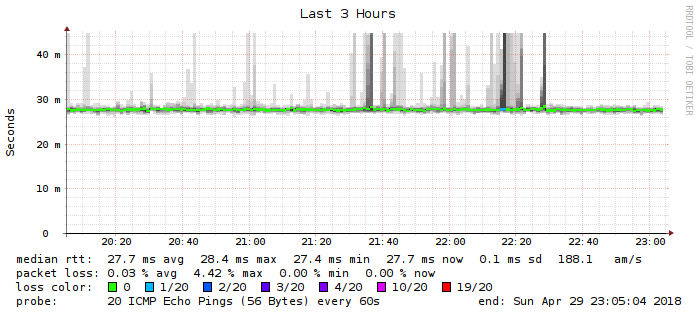 Last 3 Hours
RRDTOOL / TOBI OETIKER
Seconds
40 m
30 m
20 m
10 m
0
20:20 20:40 21:00 21:20 21:40 22:00 22:20 22:40 23:00
median rtt: 27.7 ms avg 28.4 ms max 27.4 ms min 27.7 ms now 0.1 ms sd 188.1 am/s
packet loss: 0.03 % avg 4.42 % max 0.00 % min 0.00 % now
loss color: 0 1/20 2/20 3/20 4/20 10/20 19/20
probe: 20 ICMP Echo Pings (56 Bytes) every 60s end: Sun Apr 29 23:05:04 2018